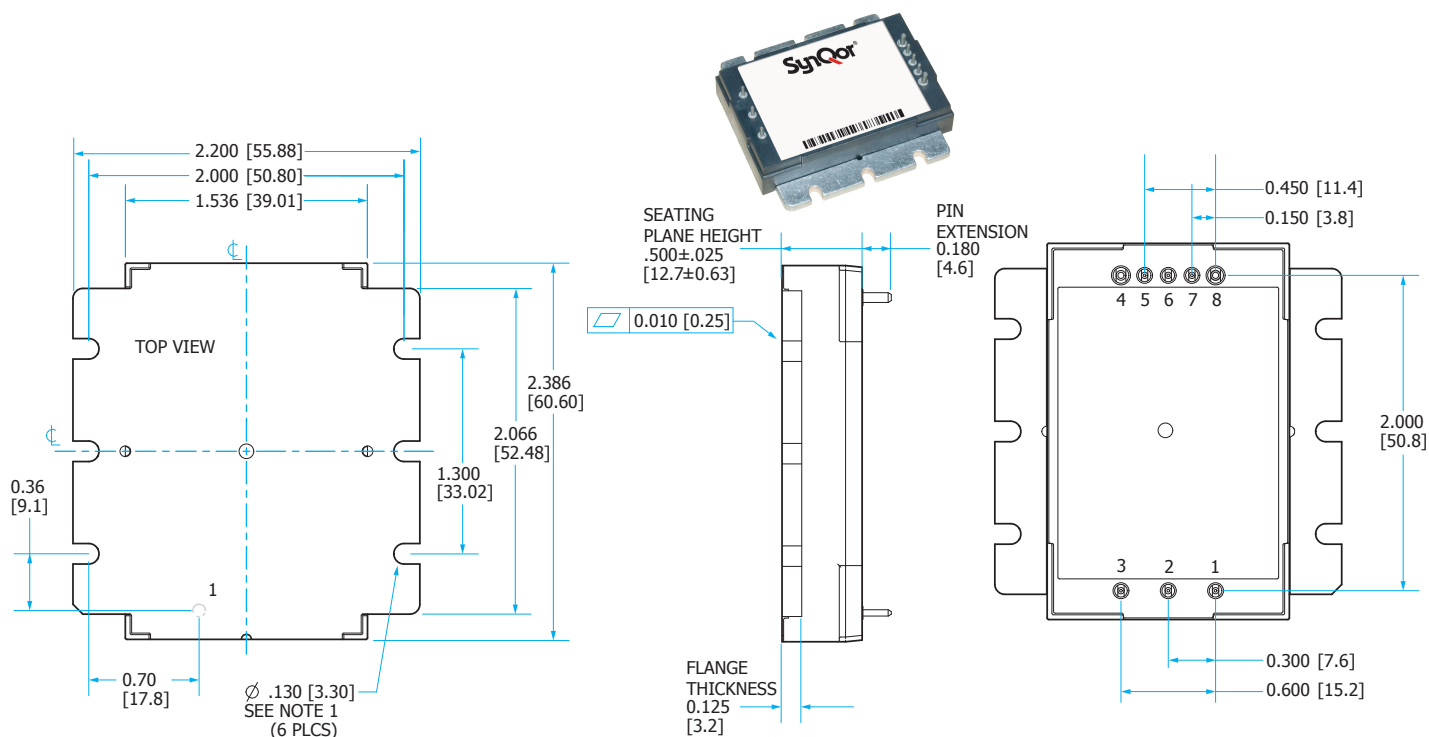 SynQor®
2.200 [55.88]
2.000 [50.80]
1.536 [39.01]
TOP VIEW
2.386
[60.60]
2.066
[52.48]
1.300
[33.02]
0.36
[9.1]
1
0.70
[17.8]
∅ .130 [3.30]
SEE NOTE 1
(6 PLCS)
SEATING
PLANE HEIGHT
.500±.025
[12.7±0.63]
PIN
EXTENSION
0.180
[4.6]
0.010 [0.25]
FLANGE
THICKNESS
0.125
[3.2]
0.450 [11.4]
0.150 [3.8]
4 5 6 7 8
2.000
[50.8]
3 2 1
0.300 [7.6]
0.600 [15.2]